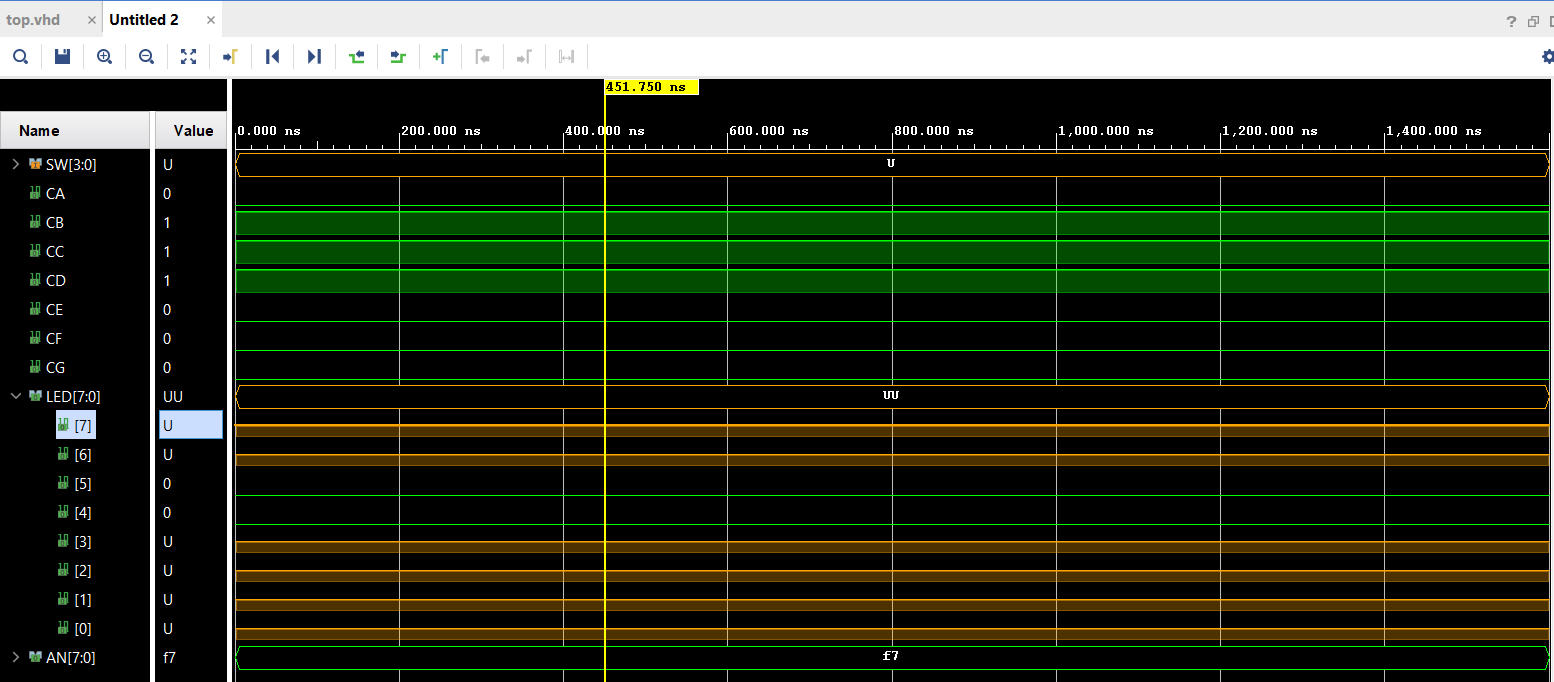 top.vhd × Untitled 2 ×
?
451.750 ns
Name Value 0.000 ns 200.000 ns 400.000 ns 600.000 ns 800.000 ns 1,000.000 ns 1,200.000 ns 1,400.000 ns
SW[3:0] U U
CA 0
CB 1
CC 1
CD 1
CE 0
CF 0
CG 0
LED[7:0] UU UU
[7] U
[6] U
[5] 0
[4] 0
[3] U
[2] U
[1] U
[0] U
AN[7:0] f7 f7